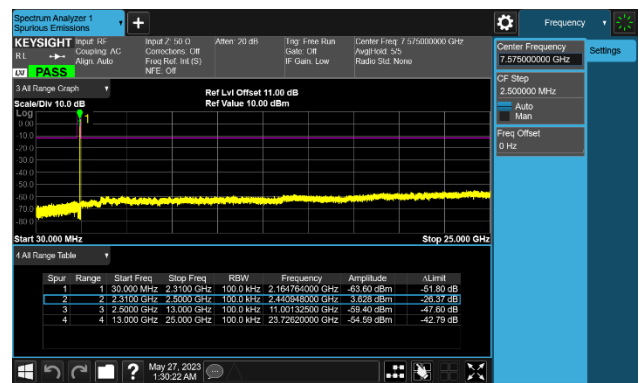 Spectrum Analyzer 1
Spurious Emissions
Frequency
KEYSIGHT Input: RF Input Z: 50 Ω Atten: 20 dB Trig: Free Run Center Freq: 7.575000000 GHz
R L Coupling: AC Corrections: Off Gate: Off Avg|Hold: 5/5
Align: Auto Freq Ref: Int (S) IF Gain: Low Radio Std: None
LW PASS NFE: Off
Center Frequency
7.575000000 GHz
Settings
CF Step
2.500000 MHz
Auto
Man
Freq Offset
0 Hz
3 All Range Graph
Ref Lvl Offset 11.00 dB
Scale/Div 10.0 dB Ref Value 10.00 dBm
Log
1
0.00
-10.0
-20.0
-30.0
-40.0
-50.0
-60.0
-70.0
-80.0
Start 30.000 MHz Stop 25.000 GHz
4 All Range Table
Spur Range Start Freq Stop Freq RBW Frequency Amplitude ΔLimit
1 1 30.000 MHz 2.3100 GHz 100.0 kHz 2.164764000 GHz -63.60 dBm -51.80 dB
2 2 2.3100 GHz 2.5000 GHz 100.0 kHz 2.440948000 GHz 3.628 dBm -26.37 dB
3 3 2.5000 GHz 13.000 GHz 100.0 kHz 11.00132500 GHz -59.40 dBm -47.60 dB
4 4 13.000 GHz 25.000 GHz 100.0 kHz 23.72620000 GHz -54.59 dBm -42.79 dB
May 27, 2023
1:30:22 AM